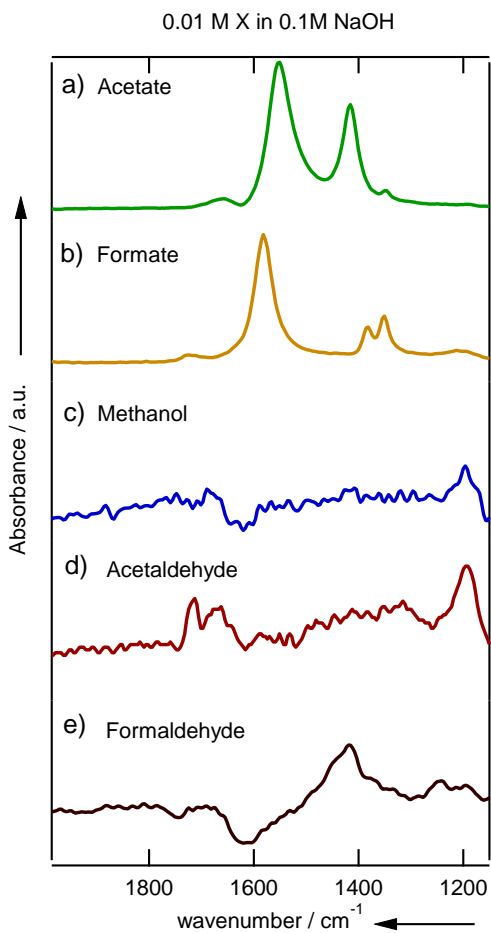 0.01 M X in 0.1M NaOH
a) Acetate
b) Formate
c) Methanol
d) Acetaldehyde
e) Formaldehyde
Absorbance / a.u.
1800 1600 1400 1200
wavenumber / cm⁻¹